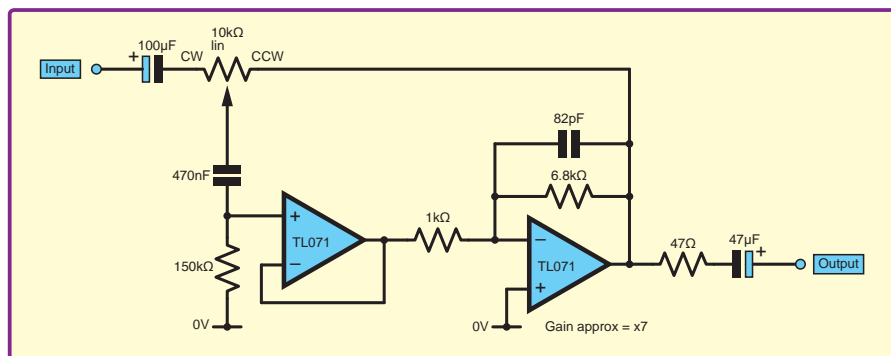 10kΩ
lin
100µF
+
CW
CCW
Input
82pF
470nF
6.8kΩ
1kΩ
+
TL071
−
−
TL071
+
47Ω
47µF
+
Output
150kΩ
0V
0V
Gain approx = x7